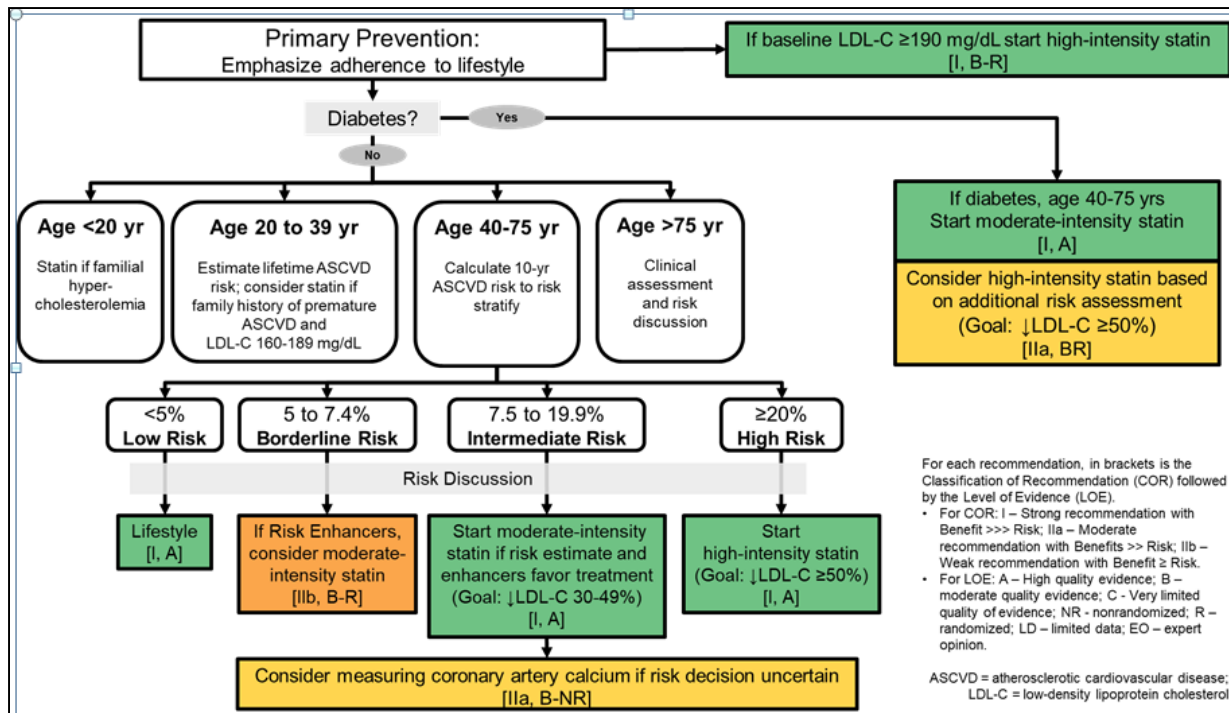 Primary Prevention:
Emphasize adherence to lifestyle
If baseline LDL-C ≥190 mg/dL start high-intensity statin
[I, B-R]
Diabetes?
Yes
No
Age <20 yr
Statin if familial
hyper-
cholesterolemia
Age 20 to 39 yr
Estimate lifetime ASCVD
risk; consider statin if
family history of premature
ASCVD and
LDL-C 160-189 mg/dL
Age 40-75 yr
Calculate 10-yr
ASCVD risk to risk
stratify
Age >75 yr
Clinical
assessment
and risk
discussion
If diabetes, age 40-75 yrs
Start moderate-intensity statin
[I, A]
Consider high-intensity statin based
on additional risk assessment
(Goal: ↓LDL-C ≥50%)
[IIa, BR]
<5%
Low Risk
5 to 7.4%
Borderline Risk
7.5 to 19.9%
Intermediate Risk
≥20%
High Risk
Risk Discussion
Lifestyle
[I, A]
If Risk Enhancers,
consider moderate-
intensity statin
[IIb, B-R]
Start moderate-intensity
statin if risk estimate and
enhancers favor treatment
(Goal: ↓LDL-C 30-49%)
[I, A]
Start
high-intensity statin
(Goal: ↓LDL-C ≥50%)
[I, A]
Consider measuring coronary artery calcium if risk decision uncertain
[IIa, B-NR]
For each recommendation, in brackets is the
Classification of Recommendation (COR) followed
by the Level of Evidence (LOE).
• For COR: I – Strong recommendation with
Benefit >>> Risk; IIa – Moderate
recommendation with Benefits >> Risk; IIb –
Weak recommendation with Benefit ≥ Risk.
• For LOE: A – High quality evidence; B –
moderate quality evidence; C - Very limited
quality of evidence; NR - nonrandomized; R –
randomized; LD – limited data; EO – expert
opinion.
ASCVD = atherosclerotic cardiovascular disease;
LDL-C = low-density lipoprotein cholesterol